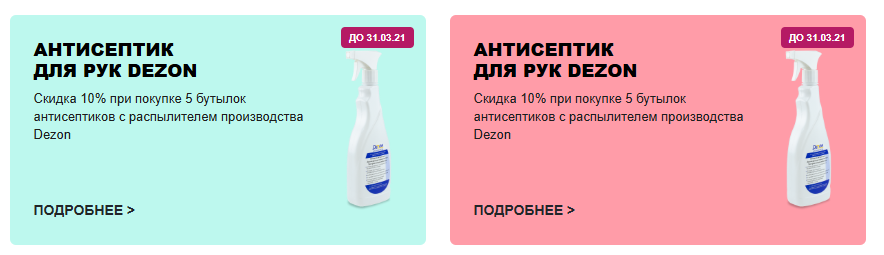 ДО 31.03.21
АНТИСЕПТИК
ДЛЯ РУК DEZON
Скидка 10% при покупке 5 бутылок
антисептиков с распылителем производства
Dezon
ПОДРОБНЕЕ >
ДО 31.03.21
АНТИСЕПТИК
ДЛЯ РУК DEZON
Скидка 10% при покупке 5 бутылок
антисептиков с распылителем производства
Dezon
ПОДРОБНЕЕ >